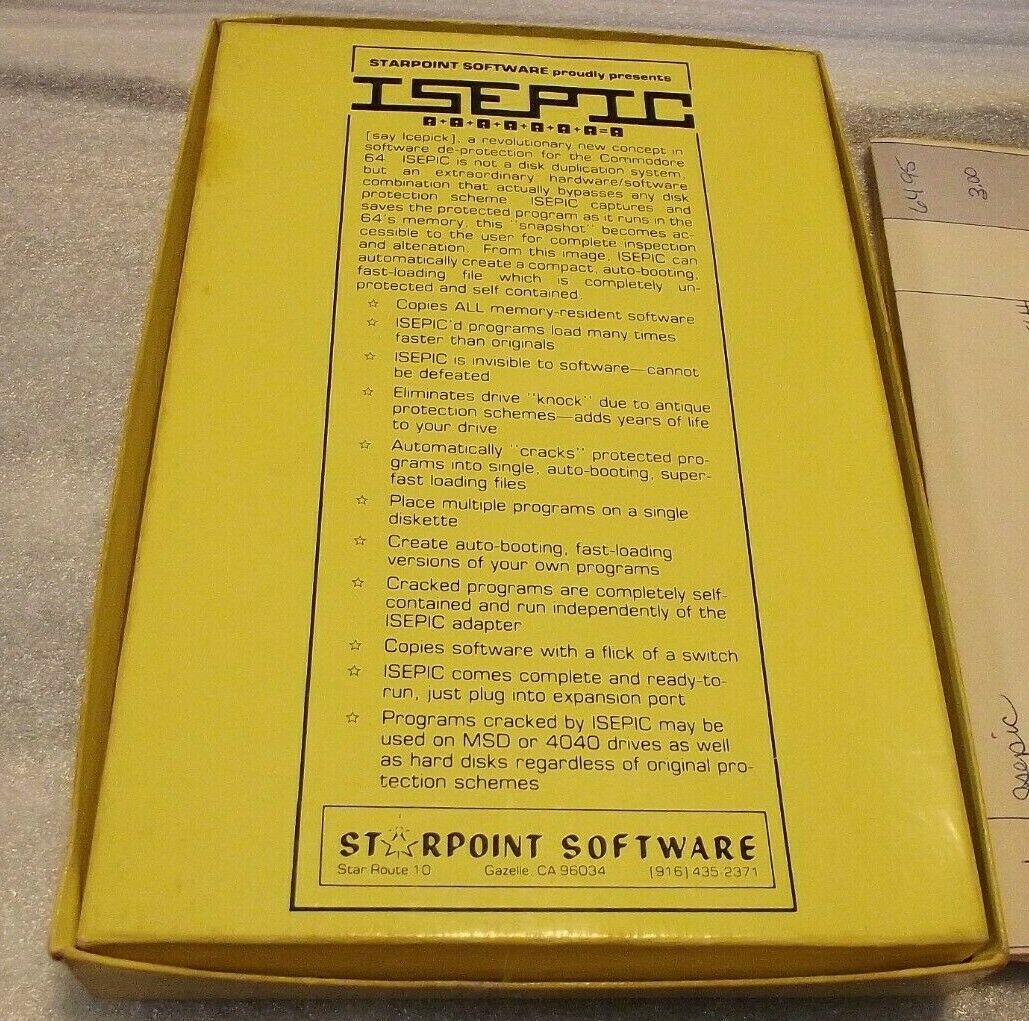 STARPOINT SOFTWARE proudly presents
ISEPIC
[say Icepick], a revolutionary new concept in
software de-protection for the Commodore
64. ISEPIC is not a disk duplication system,
but an extraordinary hardware/software
combination that actually bypasses any disk
protection scheme. ISEPIC captures and
saves the protected program as it runs in the
64's memory, this "snapshot" becomes ac-
cessible to the user for complete inspection
and alteration. From this image, ISEPIC can
automatically create a compact, auto-booting,
fast-loading file which is completely un-
protected and self contained.
☆ Copies ALL memory-resident software
☆ ISEPIC'd programs load many times
faster than originals
☆ ISEPIC is invisible to software—cannot
be defeated
☆ Eliminates drive "knock" due to antique
protection schemes—adds years of life
to your drive
☆ Automatically "cracks" protected pro-
grams into single, auto-booting, super-
fast loading files
☆ Place multiple programs on a single
diskette
☆ Create auto-booting, fast-loading
versions of your own programs
☆ Cracked programs are completely self-
contained and run independently of the
ISEPIC adapter
☆ Copies software with a flick of a switch
☆ ISEPIC comes complete and ready-to-
run, just plug into expansion port
☆ Programs cracked by ISEPIC may be
used on MSD or 4040 drives as well
as hard disks regardless of original pro-
tection schemes
STARPOINT SOFTWARE
Star Route 10 Gazelle, CA 96034 [916] 435-2371
64.95
3.00